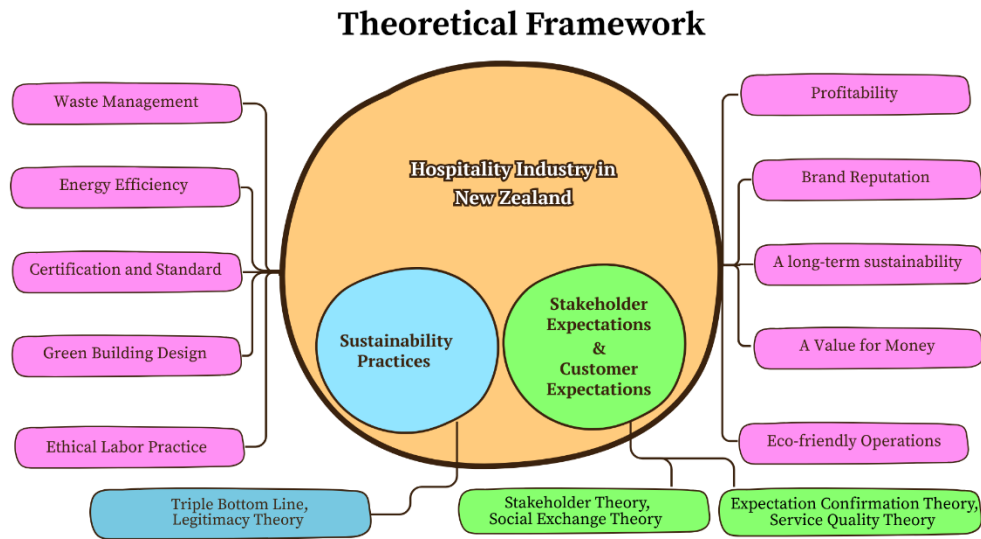 Theoretical Framework
Waste Management
Energy Efficiency
Certification and Standard
Green Building Design
Ethical Labor Practice
Hospitality Industry in
New Zealand
Sustainability
Practices
Stakeholder
Expectations
&
Customer
Expectations
Profitability
Brand Reputation
A long-term sustainability
A Value for Money
Eco-friendly Operations
Triple Bottom Line,
Legitimacy Theory
Stakeholder Theory,
Social Exchange Theory
Expectation Confirmation Theory,
Service Quality Theory